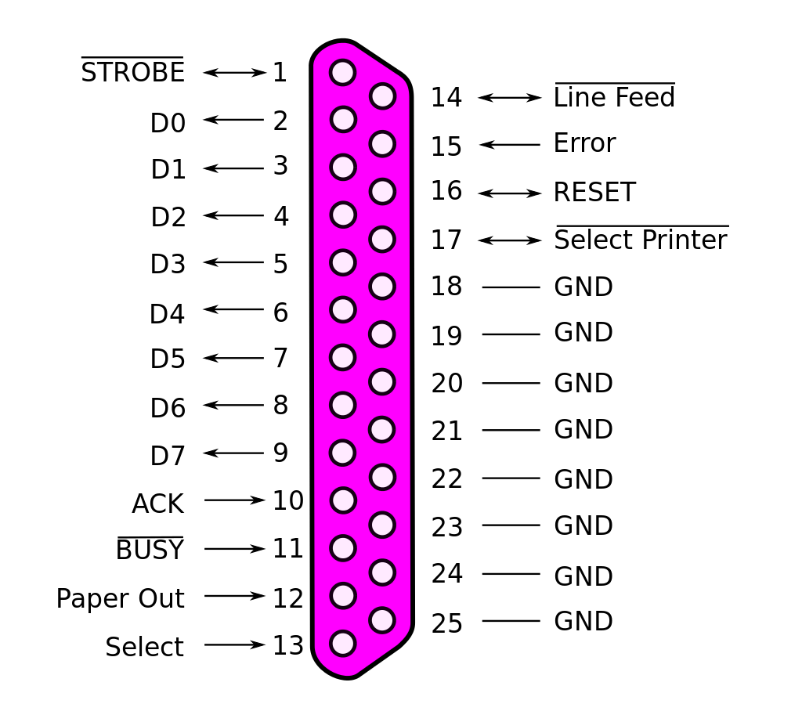 STROBE 1
D0 2
D1 3
D2 4
D3 5
D4 6
D5 7
D6 8
D7 9
ACK 10
BUSY 11
Paper Out 12
Select 13
14 Line Feed
15 Error
16 RESET
17 Select Printer
18 GND
19 GND
20 GND
21 GND
22 GND
23 GND
24 GND
25 GND